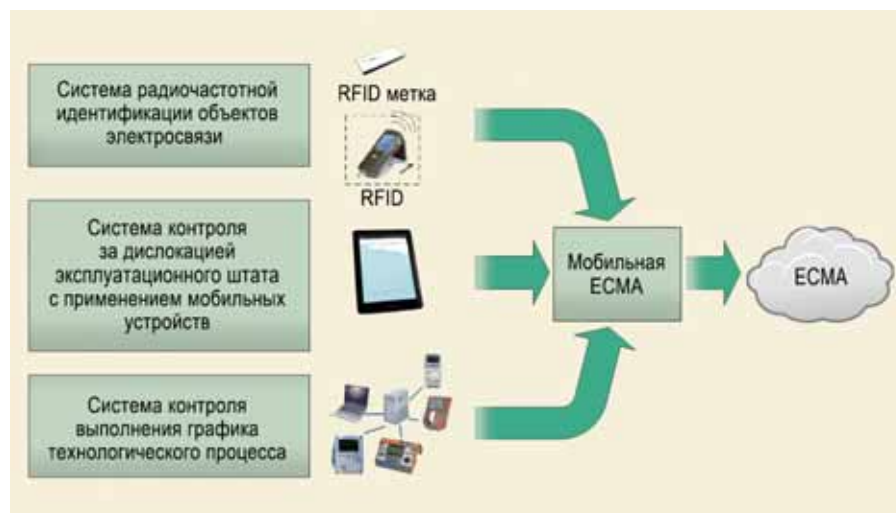 Система радиочастотной
идентификации объектов
электросвязи
RFID метка
RFID
Система контроля
за дислокацией
эксплуатационного штата
с применением мобильных
устройств
Мобильная
ЕСМА
ЕСМА
Система контроля
выполнения графика
технологического процесса